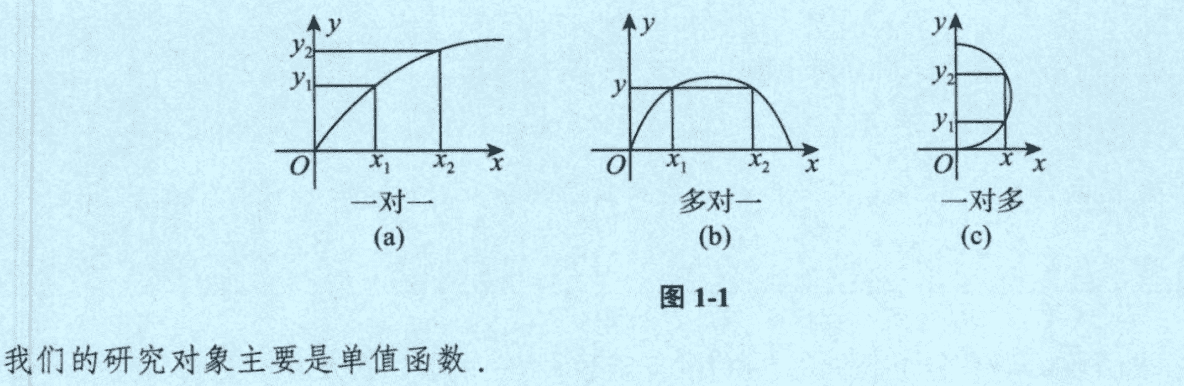 y
y₂
y₁
O
x₁
x₂
x
一对一
(a)
y
y
O
x₁
x₂
x
多对一
(b)
y
y₂
y₁
O
x
x
一对多
(c)
图 1-1
我们的研究对象主要是单值函数．